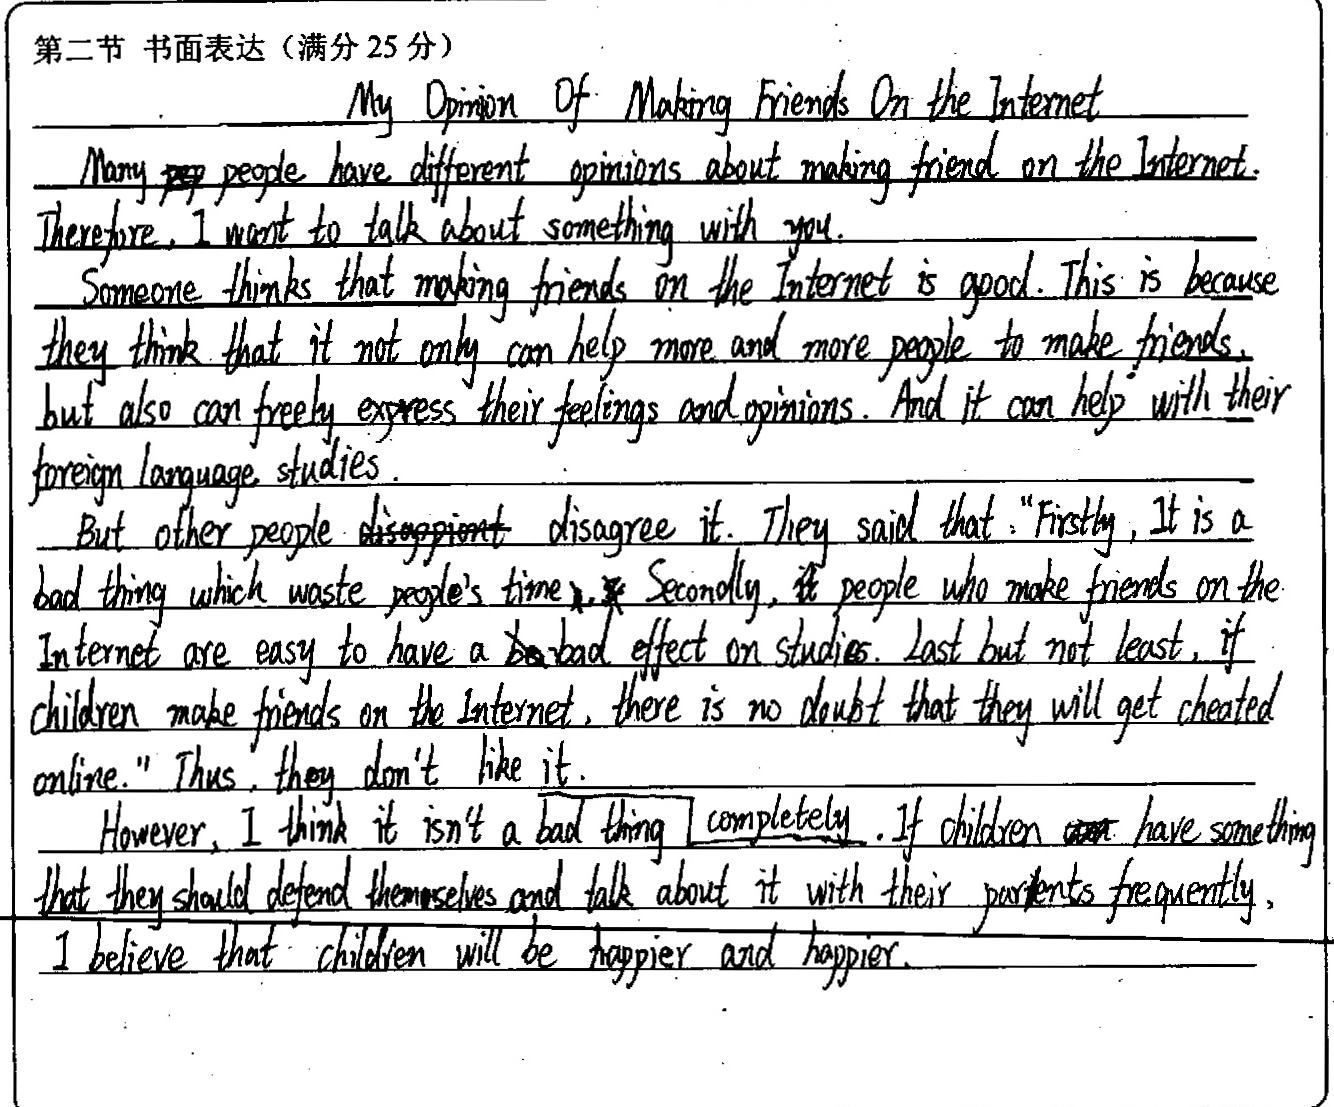 第二节 书面表达（满分 25 分）
My Opinion Of Making Friends On the Internet
Many people have different opinions about making friend on the Internet.
Therefore, I want to talk about something with you.
Someone thinks that making friends on the Internet is good. This is because
they think that it not only can help more and more people to make friends,
but also can freely express their feelings and opinions. And it can help with their
foreign language studies.
But other people disagree it. They said that: "Firstly, It is a
bad thing which waste people's time. Secondly, people who make friends on the
Internet are easy to have a bad effect on studies. Last but not least, if
children make friends on the Internet, there is no doubt that they will get cheated
online." Thus, they don't like it.
However, I think it isn't a bad thing completely. If children have something
that they should defend themselves and talk about it with their parents frequently,
I believe that children will be happier and happier.